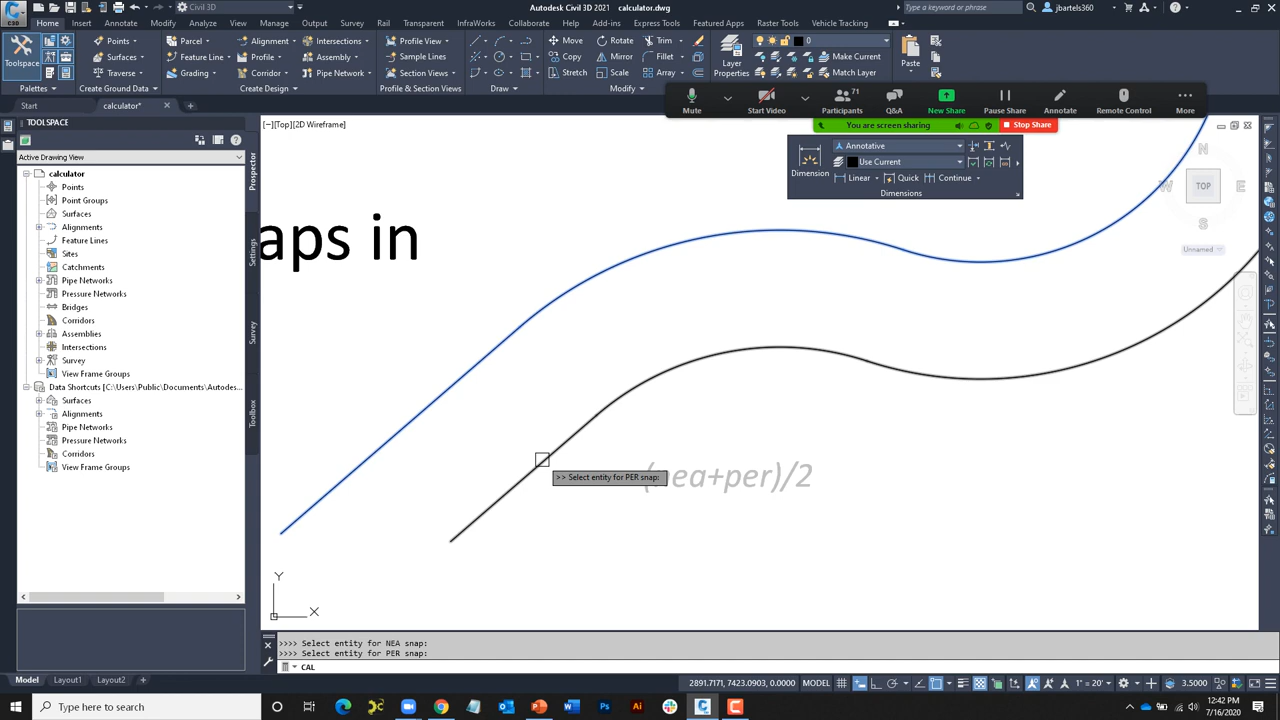 Civil 3D
Autodesk Civil 3D 2021 calculator.dwg
Type a keyword or phrase
jbartels360
Home Insert Annotate Modify Analyze View Manage Output Survey Rail Transparent InfraWorks Collaborate Help Add-ins Express Tools Featured Apps Raster Tools Vehicle Tracking
C3D
Toolspace
Palettes
Points
Surfaces
Traverse
Create Ground Data
Parcel
Feature Line
Grading
Alignment
Profile
Corridor
Intersections
Assembly
Pipe Network
Create Design
Profile View
Sample Lines
Section Views
Profile & Section Views
Draw
Move
Copy
Stretch
Rotate
Mirror
Scale
Trim
Fillet
Array
Modify
Layer Properties
0
Make Current
Match Layer
Paste
Start
calculator*
Mute
Start Video
Participants
71
Q&A
New Share
Pause Share
Annotate
Remote Control
More
You are screen sharing
Stop Share
TOOLSPACE
Active Drawing View
calculator
Points
Point Groups
Surfaces
Alignments
Feature Lines
Sites
Catchments
Pipe Networks
Pressure Networks
Bridges
Corridors
Assemblies
Intersections
Survey
View Frame Groups
Data Shortcuts [C:\Users\Public\Documents\Autodes...
Surfaces
Alignments
Pipe Networks
Pressure Networks
Corridors
View Frame Groups
Prospector
Settings
Survey
Toolbox
[−][Top][2D Wireframe]
Dimension
Annotative
Use Current
Linear
Quick
Continue
Dimensions
N
W
TOP
E
S
Unnamed
aps in
>> Select entity for PER snap:
(nea+per)/2
Y
X
>>>> Select entity for NEA snap:
>>>> Select entity for PER snap:
CAL
Model Layout1 Layout2
2891.7171, 7423.0903, 0.0000 MODEL
1" = 20'
3.5000
Type here to search
12:42 PM
7/16/2020